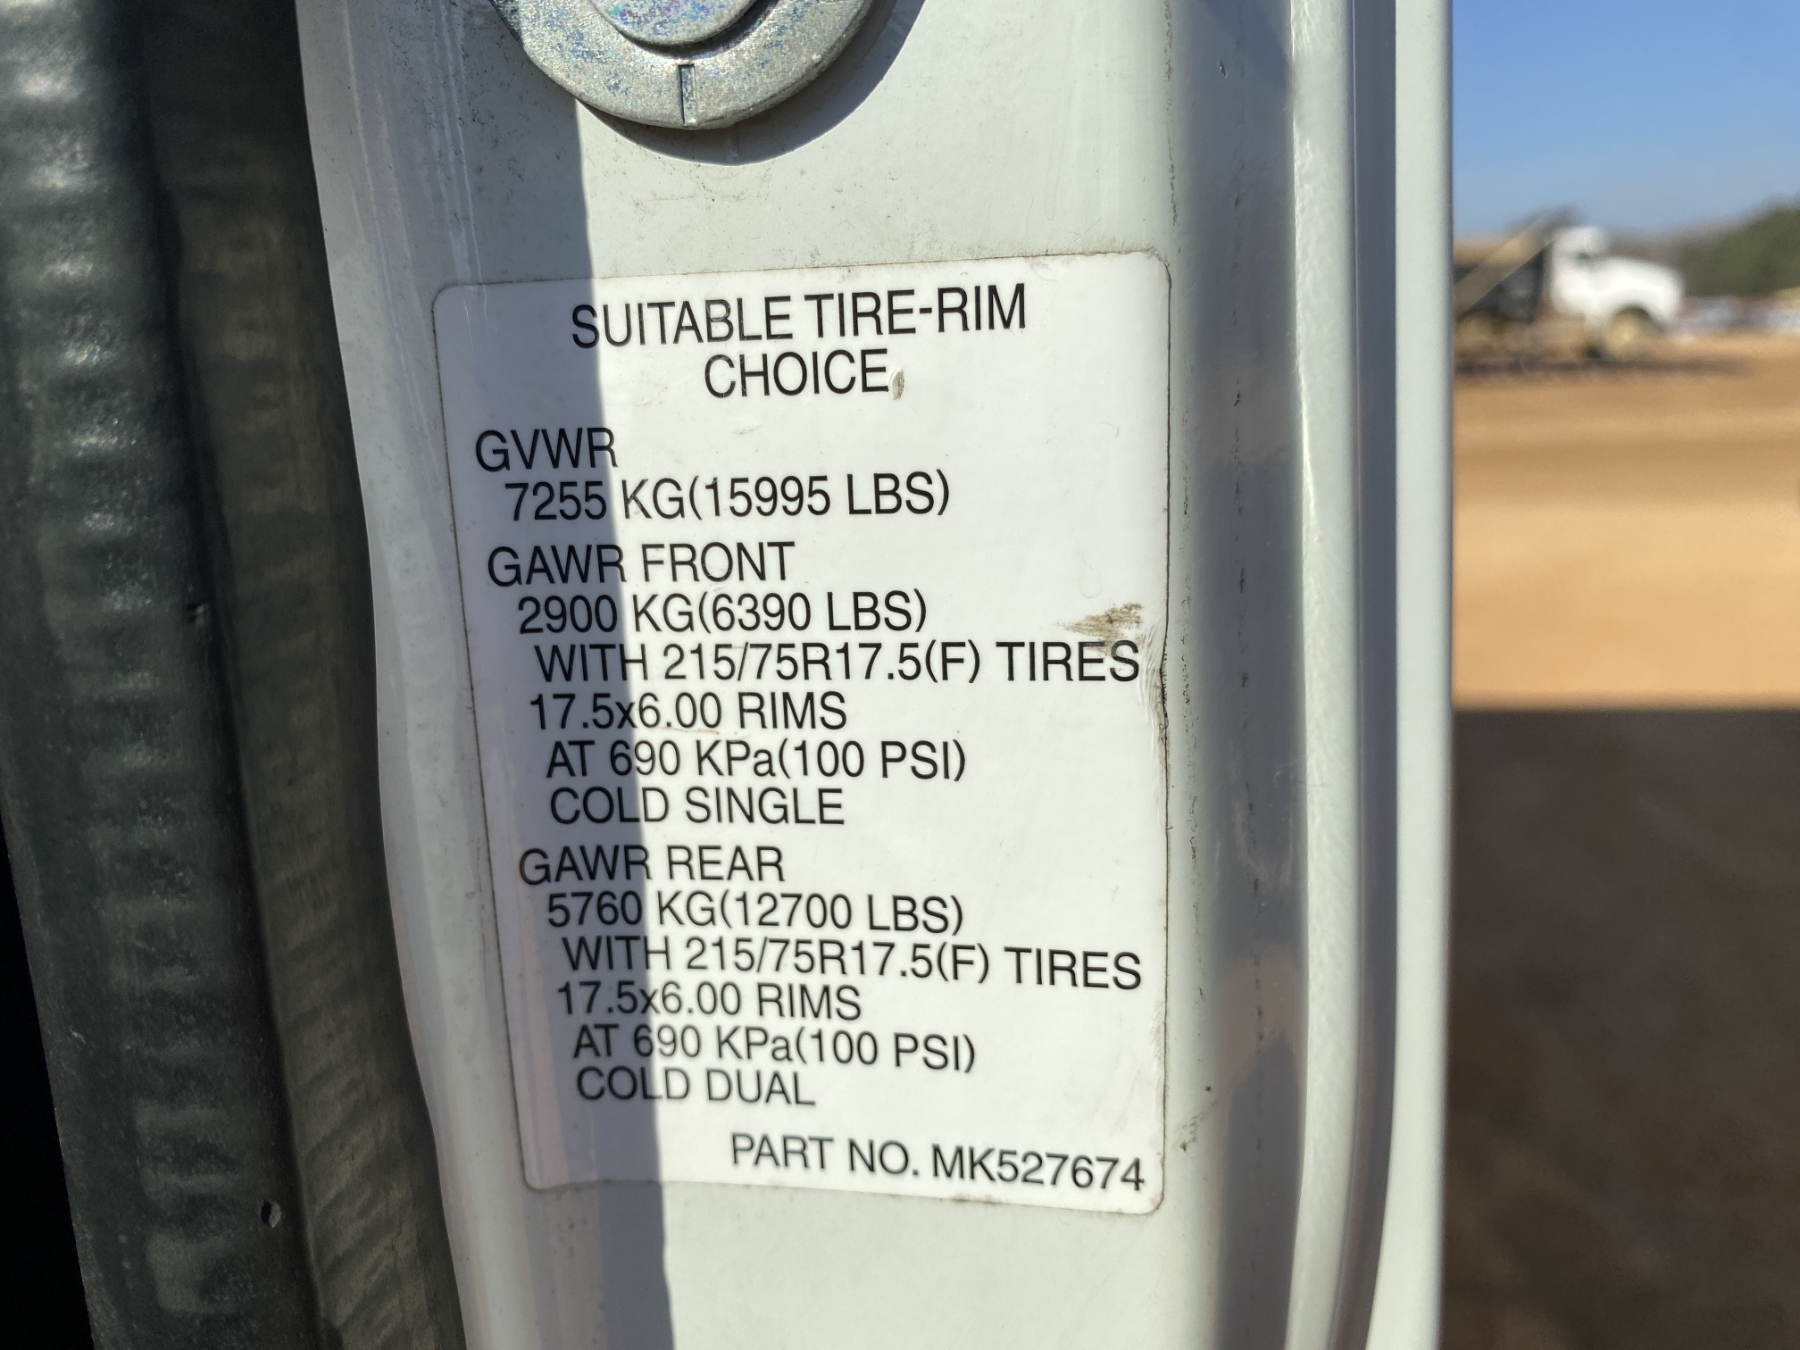 SUITABLE TIRE-RIM
CHOICE
GVWR
7255 KG(15995 LBS)
GAWR FRONT
2900 KG(6390 LBS)
WITH 215/75R17.5(F) TIRES
17.5x6.00 RIMS
AT 690 KPa(100 PSI)
COLD SINGLE
GAWR REAR
5760 KG(12700 LBS)
WITH 215/75R17.5(F) TIRES
17.5x6.00 RIMS
AT 690 KPa(100 PSI)
COLD DUAL
PART NO. MK527674